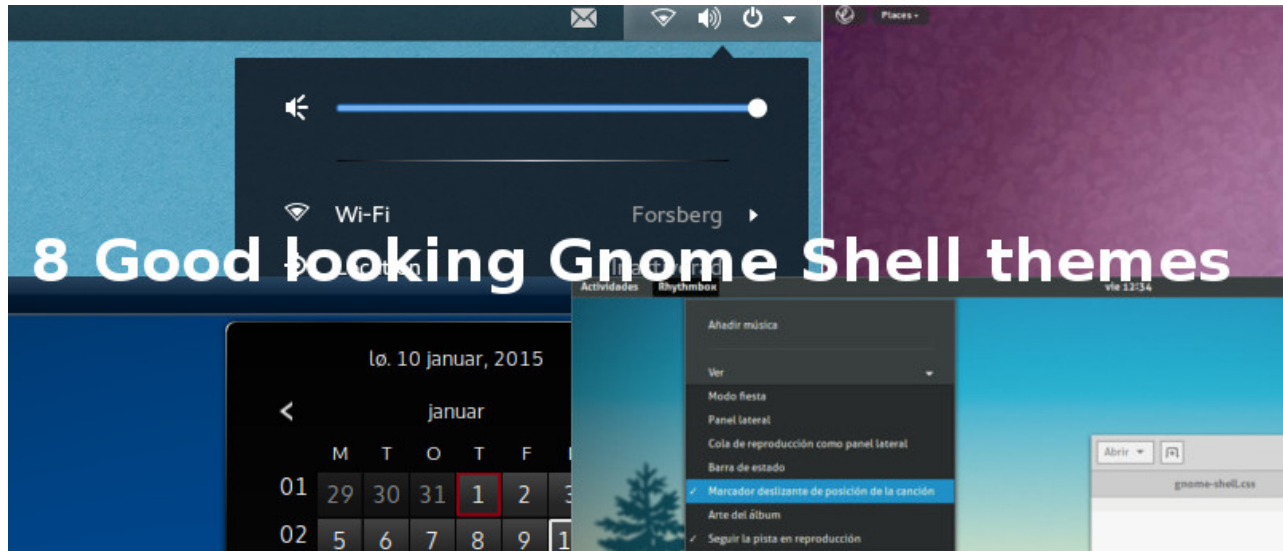 Places
Wi-Fi Forsberg
8 Good looking Gnome Shell themes
Actividades Rhythmbox vie 12:34
Añadir música
Ver
Modo fiesta
Panel lateral
Cola de reproducción como panel lateral
Barra de estado
✓ Marcador deslizante de posición de la canción
Arte del álbum
✓ Seguir la pista en reproducción
Abrir
gnome-shell.css
lø. 10 januar, 2015
januar
M T O T F
01 29 30 31 1 2
02 5 6 7 8 9